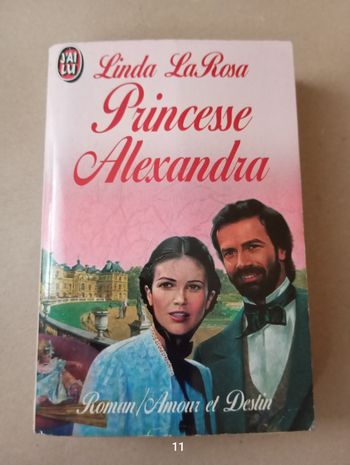 J'AI
LU
Linda LaRosa
Princesse
Alexandra
Roman/Amour et Destin
11